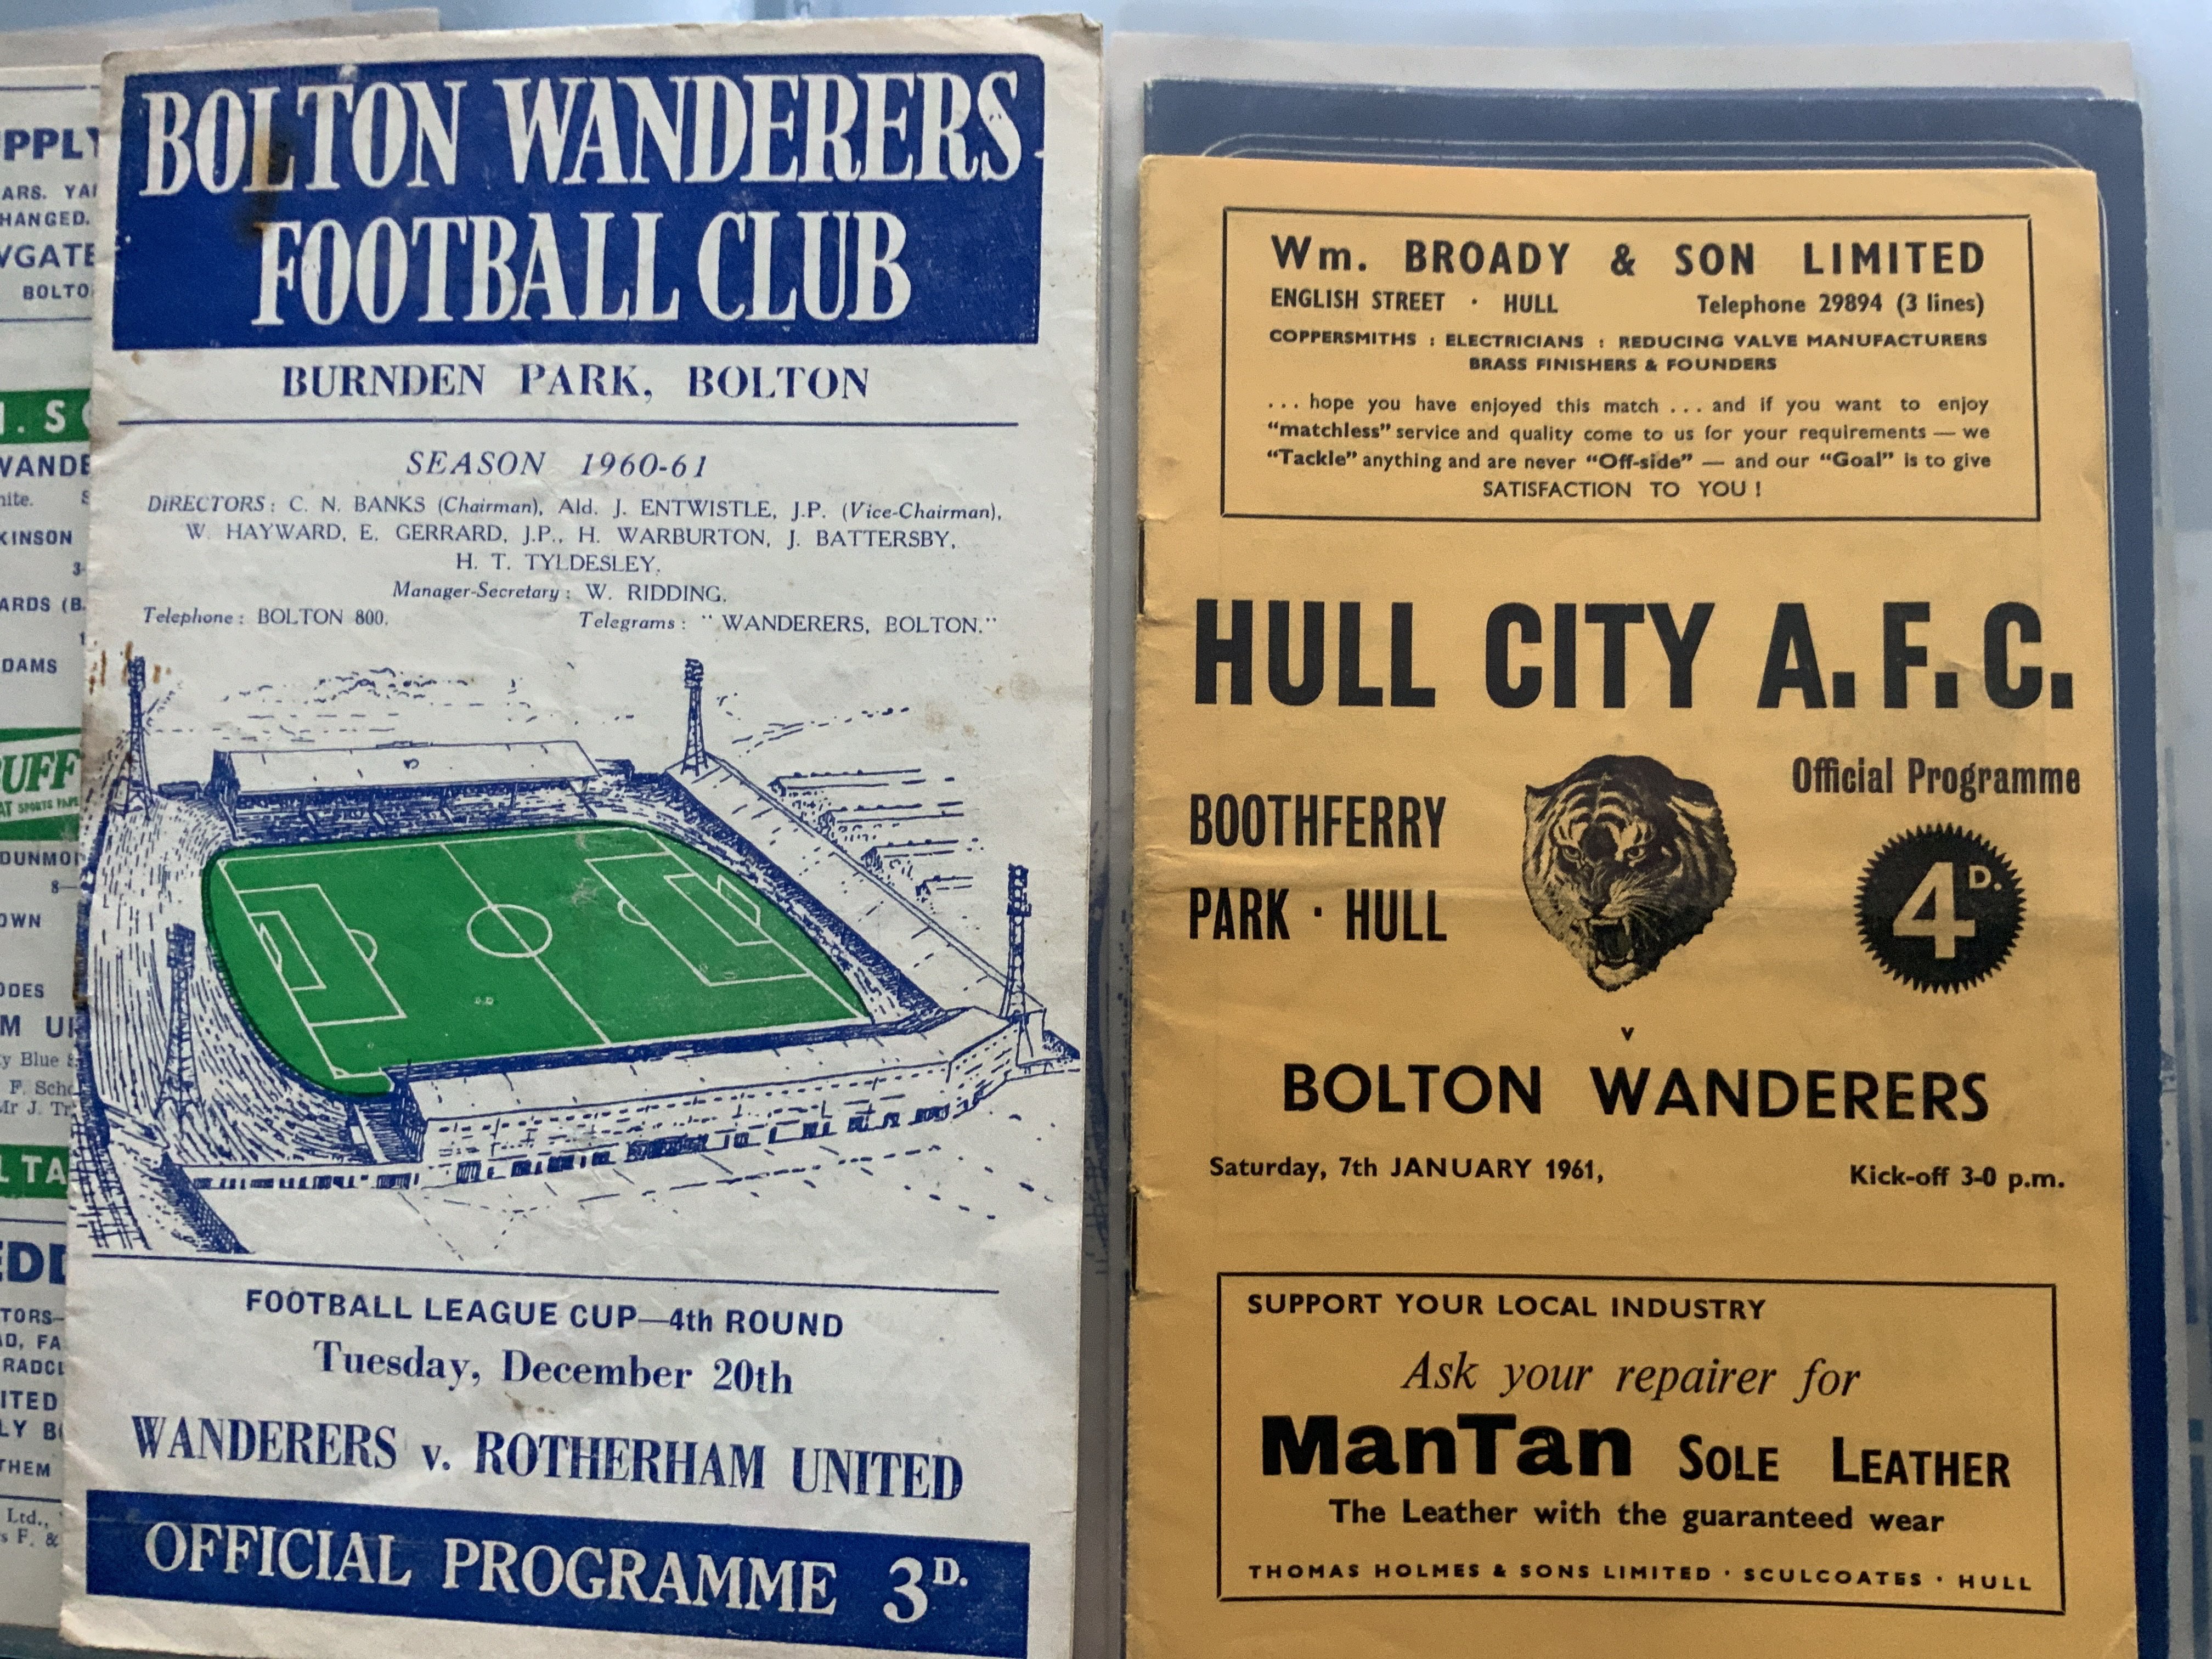 BOLTON WANDERERS
FOOTBALL CLUB
BURNDEN PARK, BOLTON
SEASON 1960-61
DIRECTORS: C. N. BANKS (Chairman), Ald. J. ENTWISTLE, J.P. (Vice-Chairman),
W. HAYWARD, E. GERRARD, J.P., H. WARBURTON, J. BATTERSBY,
H. T. TYLDESLEY.
Manager-Secretary: W. RIDDING.
Telephone: BOLTON 800. Telegrams: "WANDERERS, BOLTON."
FOOTBALL LEAGUE CUP—4th ROUND
Tuesday, December 20th
WANDERERS v. ROTHERHAM UNITED
OFFICIAL PROGRAMME 3D.
Wm. BROADY & SON LIMITED
ENGLISH STREET · HULL Telephone 29894 (3 lines)
COPPERSMITHS : ELECTRICIANS : REDUCING VALVE MANUFACTURERS
BRASS FINISHERS & FOUNDERS
... hope you have enjoyed this match ... and if you want to enjoy
"matchless" service and quality come to us for your requirements — we
"Tackle" anything and are never "Off-side" — and our "Goal" is to give
SATISFACTION TO YOU !
HULL CITY A.F.C.
Official Programme
BOOTHFERRY
PARK · HULL
4D.
v
BOLTON WANDERERS
Saturday, 7th JANUARY 1961, Kick-off 3-0 p.m.
SUPPORT YOUR LOCAL INDUSTRY
Ask your repairer for
ManTan SOLE LEATHER
The Leather with the guaranteed wear
THOMAS HOLMES & SONS LIMITED · SCULCOATES · HULL